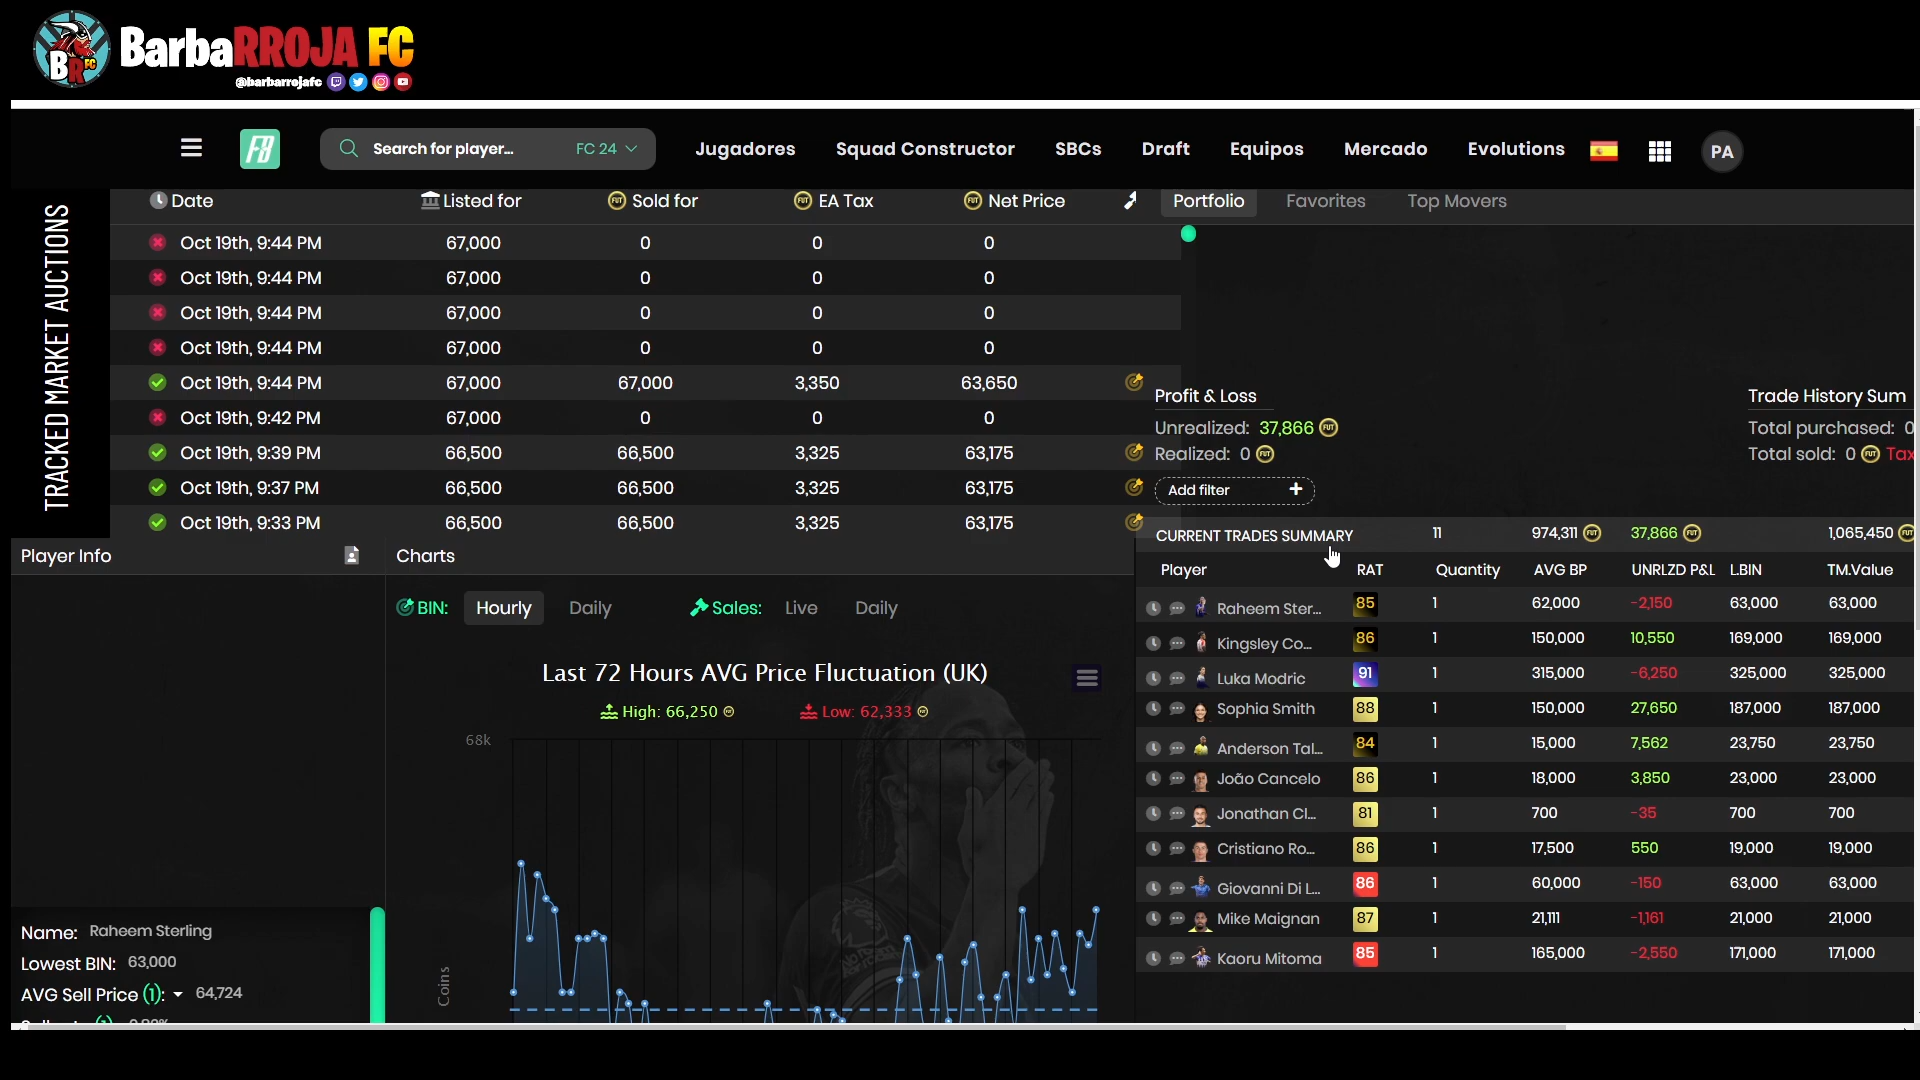 BarbaRROJA FC
@barbarrojafc
Search for player... FC 24
Jugadores Squad Constructor SBCs Draft Equipos Mercado Evolutions PA
TRACKED MARKET AUCTIONS
Date Listed for Sold for EA Tax Net Price
Oct 19th, 9:44 PM 67,000 0 0 0
Oct 19th, 9:44 PM 67,000 0 0 0
Oct 19th, 9:44 PM 67,000 0 0 0
Oct 19th, 9:44 PM 67,000 0 0 0
Oct 19th, 9:44 PM 67,000 67,000 3,350 63,650
Oct 19th, 9:42 PM 67,000 0 0 0
Oct 19th, 9:39 PM 66,500 66,500 3,325 63,175
Oct 19th, 9:37 PM 66,500 66,500 3,325 63,175
Oct 19th, 9:33 PM 66,500 66,500 3,325 63,175
Portfolio Favorites Top Movers
Profit & Loss
Unrealized: 37,866
Realized: 0
Trade History Sum
Total purchased: 0
Total sold: 0 Tax
Add filter +
CURRENT TRADES SUMMARY 11 974,311 37,866 1,065,450
Player RAT Quantity AVG BP UNRLZD P&L LBIN TM.Value
Raheem Ster... 85 1 62,000 -2,150 63,000 63,000
Kingsley Co... 86 1 150,000 10,550 169,000 169,000
Luka Modric 91 1 315,000 -6,250 325,000 325,000
Sophia Smith 88 1 150,000 27,650 187,000 187,000
Anderson Tal... 84 1 15,000 7,562 23,750 23,750
João Cancelo 86 1 18,000 3,850 23,000 23,000
Jonathan Cl... 81 1 700 -35 700 700
Cristiano Ro... 86 1 17,500 550 19,000 19,000
Giovanni Di L... 86 1 60,000 -150 63,000 63,000
Mike Maignan 87 1 21,111 -1,161 21,000 21,000
Kaoru Mitoma 85 1 165,000 -2,550 171,000 171,000
Player Info
Name: Raheem Sterling
Lowest BIN: 63,000
AVG Sell Price (1): 64,724
Charts
BIN: Hourly Daily Sales: Live Daily
Last 72 Hours AVG Price Fluctuation (UK)
High: 66,250 Low: 62,333
68k
Coins